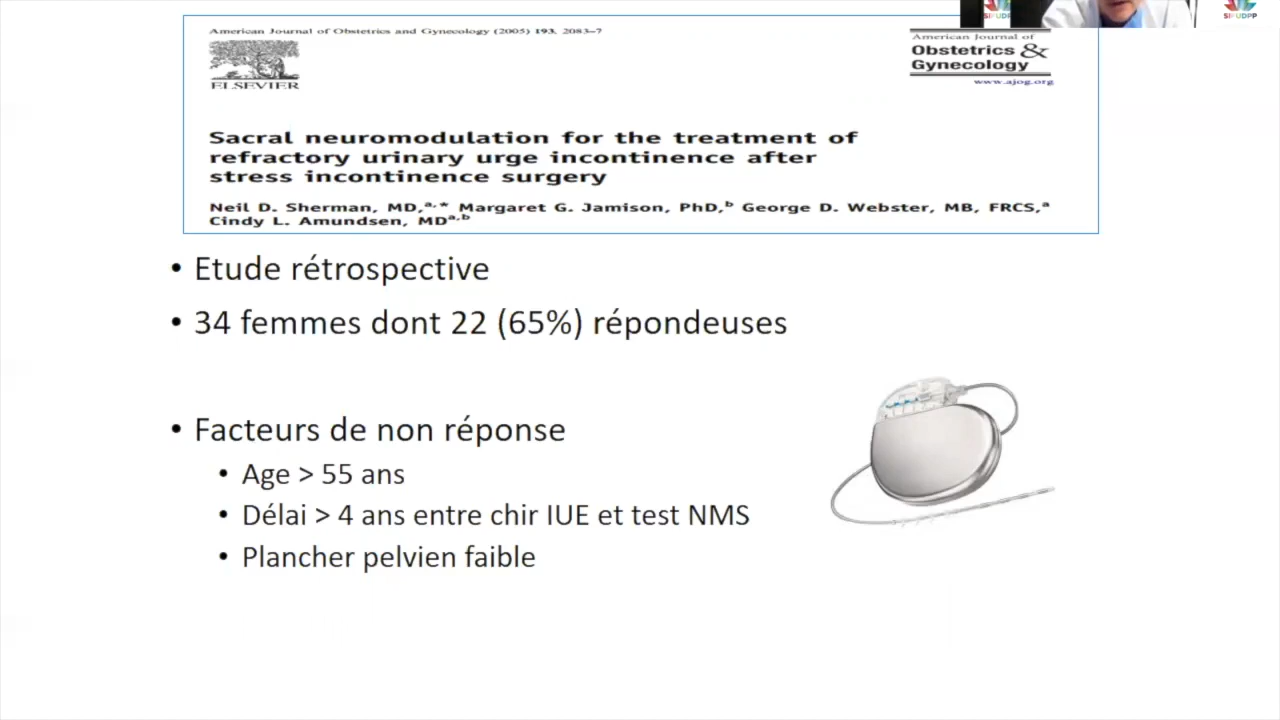 American Journal of Obstetrics and Gynecology (2005) 193, 2083–7
ELSEVIER
American Journal of
Obstetrics &
Gynecology
www.ajog.org
Sacral neuromodulation for the treatment of
refractory urinary urge incontinence after
stress incontinence surgery
Neil D. Sherman, MD,a,* Margaret G. Jamison, PhD,b George D. Webster, MB, FRCS,a
Cindy L. Amundsen, MDa,b
• Etude rétrospective
• 34 femmes dont 22 (65%) répondeuses
• Facteurs de non réponse
• Age > 55 ans
• Délai > 4 ans entre chir IUE et test NMS
• Plancher pelvien faible